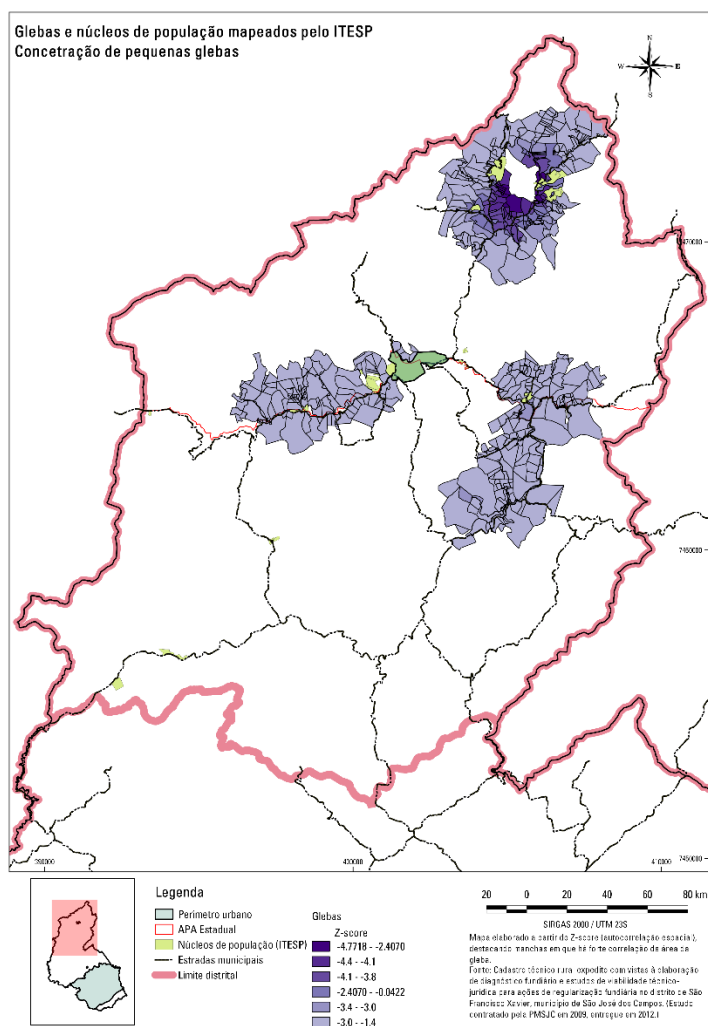 Glebas e núcleos de população mapeados pelo ITESP
Concetração de pequenas glebas
N
W E
S
7470000
7460000
7450000
390000 400000 410000
Legenda
Perimetro urbano
APA Estadual
Núcleos de população (ITESP)
Estradas municipais
Limite distrital
Glebas
Z-score
-4.7718 - -2.4070
-4.4 - -4.1
-4.1 - -3.8
-2.4070 - -0.0422
-3.4 - -3.0
-3.0 - -1.4
20 0 20 40 60 80 km
SIRGAS 2000 / UTM 23S
Mapa elaborado a partir do Z-score (autocorrelação espacial),
destacando manchas em que há forte correlação da área da
gleba.
Fonte: Cadastro técnico rural expedito com vistas à elaboração
de diagnóstico fundiário e estudos de viabilidade técnico-
jurídica para ações de regularização fundiária no distrito de São
Francisco Xavier, município de São José dos Campos. (Estudo
contratado pela PMSJC em 2009, entregue em 2012.)